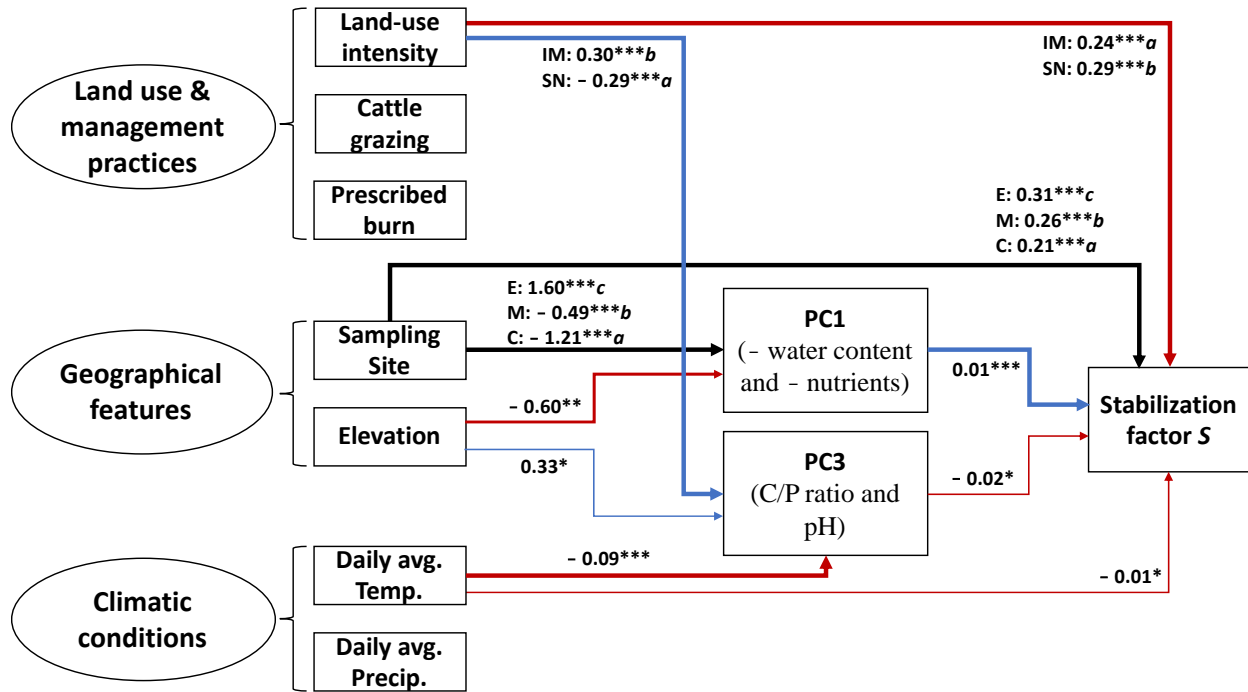 Land use &
management
practices
Land-use
intensity
Cattle
grazing
Prescribed
burn
IM: 0.30***b
SN: – 0.29***a
IM: 0.24***a
SN: 0.29***b
E: 0.31***c
M: 0.26***b
C: 0.21***a
Geographical
features
Sampling
Site
Elevation
E: 1.60***c
M: – 0.49***b
C: – 1.21***a
– 0.60**
0.33*
PC1
(- water content
and - nutrients)
0.01***
PC3
(C/P ratio and
pH)
– 0.02*
Stabilization
factor S
Climatic
conditions
Daily avg.
Temp.
Daily avg.
Precip.
– 0.09***
– 0.01*